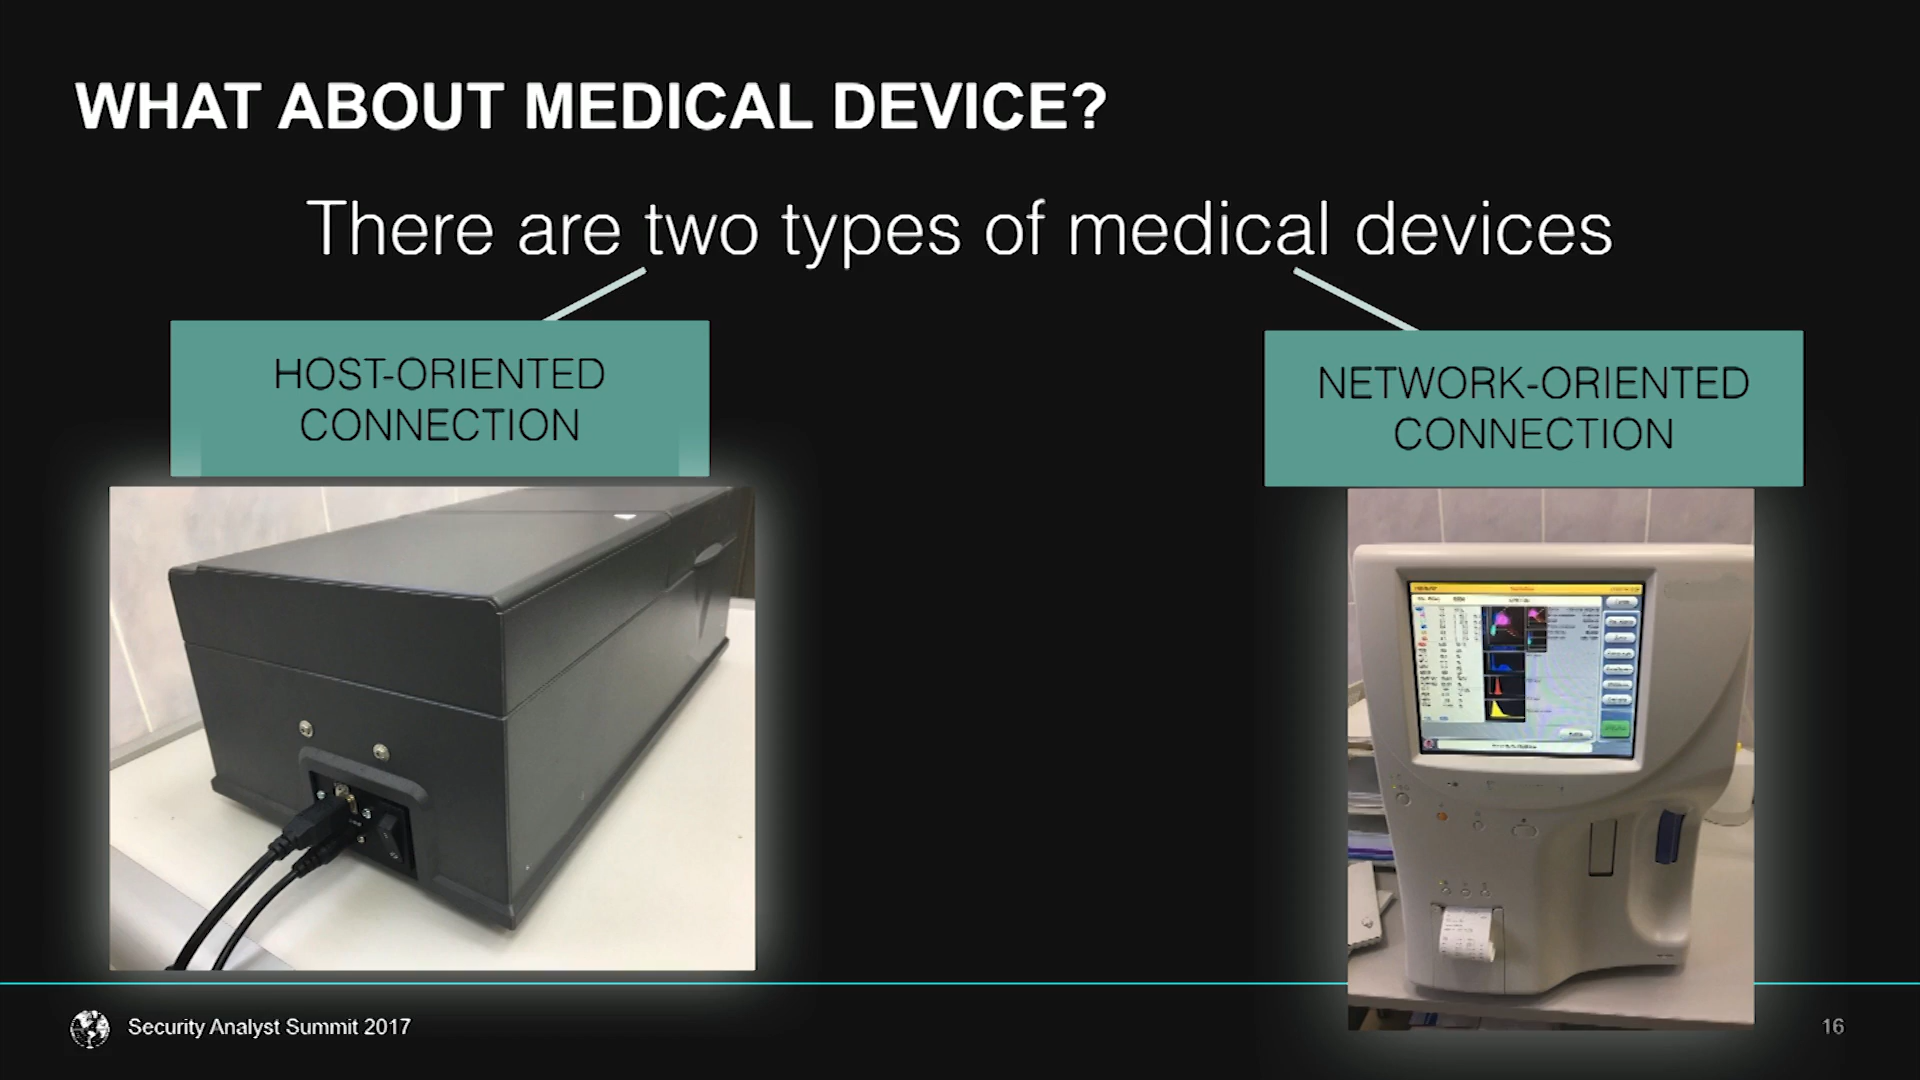 WHAT ABOUT MEDICAL DEVICE?
There are two types of medical devices
HOST-ORIENTED
CONNECTION
NETWORK-ORIENTED
CONNECTION
Security Analyst Summit 2017
16